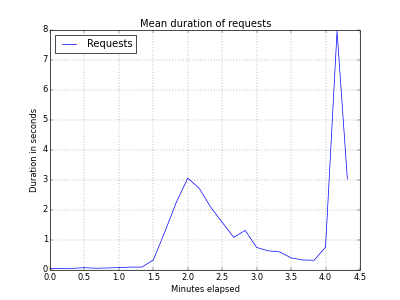 Mean duration of requests
Requests
Duration in seconds
8
7
6
5
4
3
2
1
0
0.0 0.5 1.0 1.5 2.0 2.5 3.0 3.5 4.0 4.5
Minutes elapsed